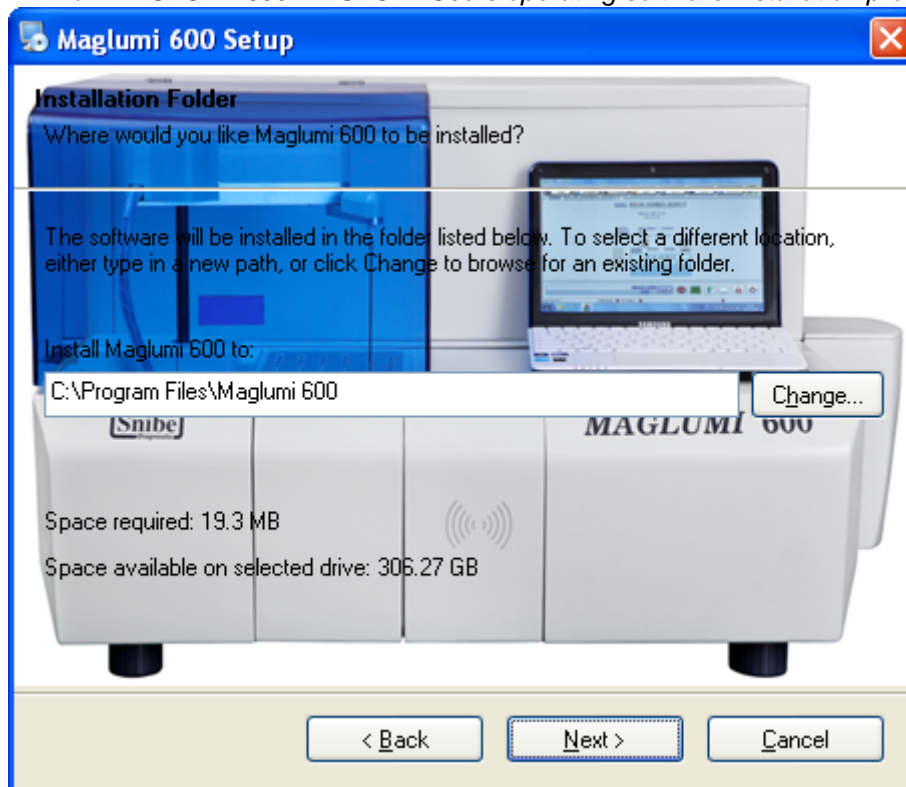 Maglumi 600 Setup
Installation Folder
Where would you like Maglumi 600 to be installed?
The software will be installed in the folder listed below. To select a different location,
either type in a new path, or click Change to browse for an existing folder.
Install Maglumi 600 to:
C:\Program Files\Maglumi 600
Change...
Snibe
MAGLUMI 600
Space required: 19.3 MB
Space available on selected drive: 306.27 GB
< Back
Next >
Cancel